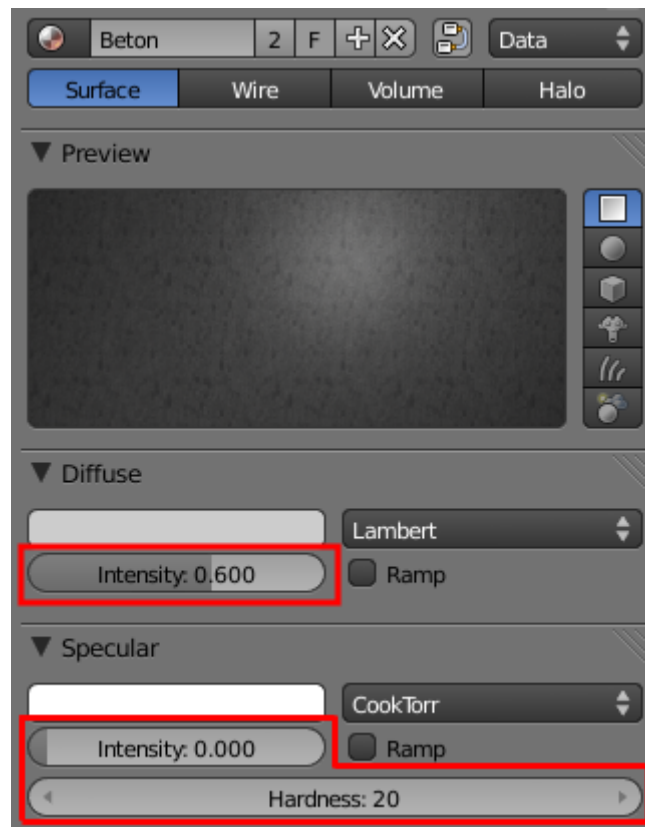 Beton 2 F Data
Surface Wire Volume Halo
Preview
Diffuse
Lambert
Intensity: 0.600 Ramp
Specular
CookTorr
Intensity: 0.000 Ramp
Hardness: 20